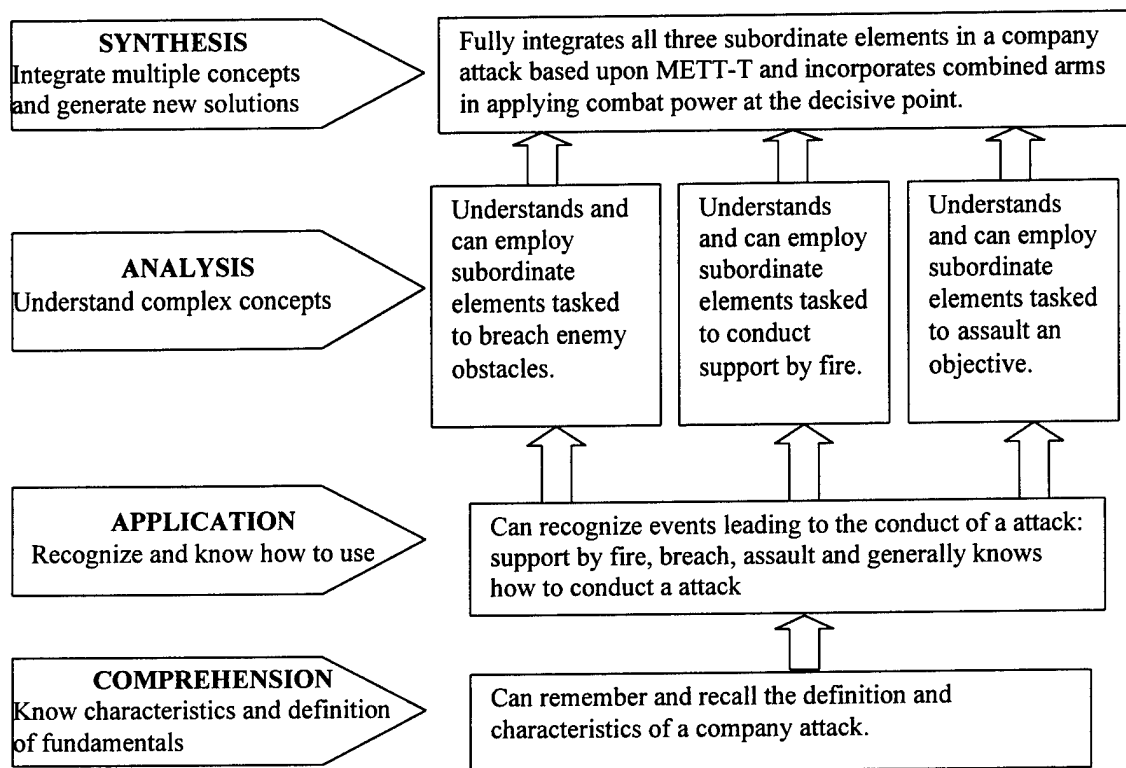 SYNTHESIS
Integrate multiple concepts
and generate new solutions
Fully integrates all three subordinate elements in a company
attack based upon METT-T and incorporates combined arms
in applying combat power at the decisive point.
ANALYSIS
Understand complex concepts
Understands and
can employ
subordinate
elements tasked
to breach enemy
obstacles.
Understands
and can employ
subordinate
elements tasked
to conduct
support by fire.
Understands
and can employ
subordinate
elements tasked
to assault an
objective.
APPLICATION
Recognize and know how to use
Can recognize events leading to the conduct of a attack:
support by fire, breach, assault and generally knows
how to conduct a attack
COMPREHENSION
Know characteristics and definition
of fundamentals
Can remember and recall the definition and
characteristics of a company attack.